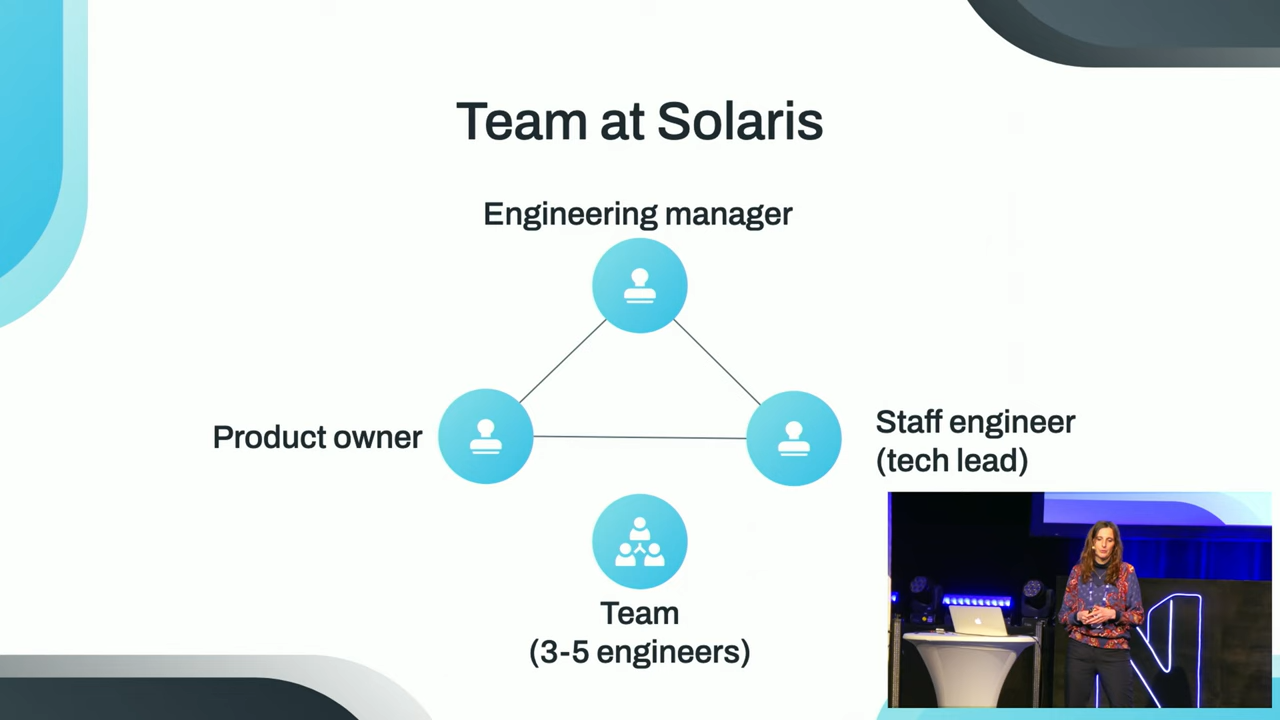 Team at Solaris
Engineering manager
Product owner
Staff engineer
(tech lead)
Team
(3-5 engineers)